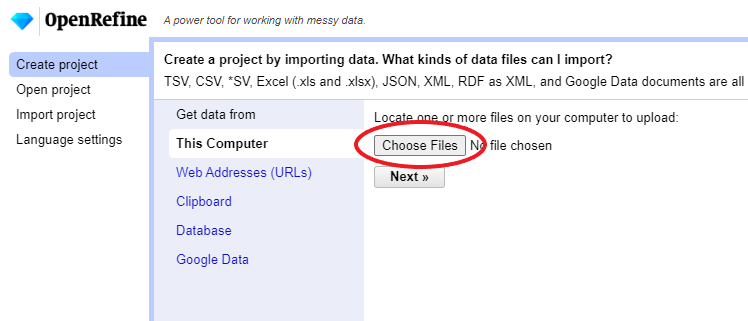 OpenRefine A power tool for working with messy data.
Create project
Open project
Import project
Language settings
Create a project by importing data. What kinds of data files can I import?
TSV, CSV, *SV, Excel (.xls and .xlsx), JSON, XML, RDF as XML, and Google Data documents are all
Get data from
This Computer
Web Addresses (URLs)
Clipboard
Database
Google Data
Locate one or more files on your computer to upload:
Choose Files No file chosen
Next »